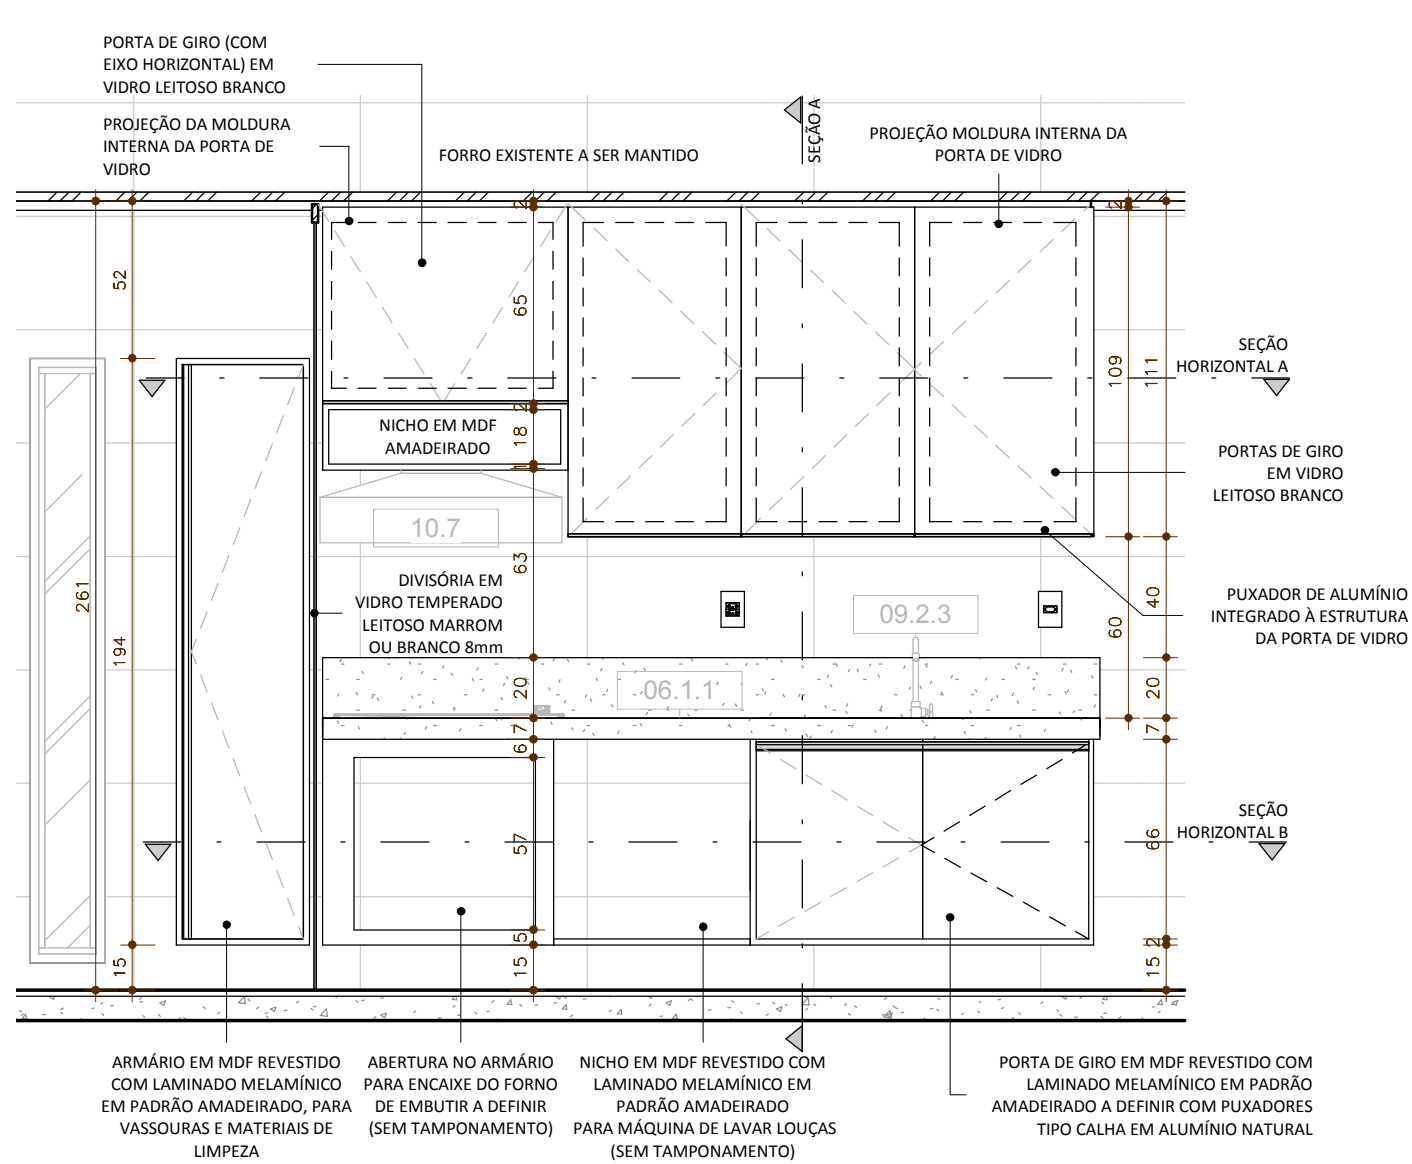 PORTA DE GIRO (COM
EIXO HORIZONTAL) EM
VIDRO LEITOSO BRANCO
PROJEÇÃO DA MOLDURA
INTERNA DA PORTA DE
VIDRO
FORRO EXISTENTE A SER MANTIDO
SEÇÃO A
PROJEÇÃO MOLDURA INTERNA DA
PORTA DE VIDRO
2
2
52
65
109
111
SEÇÃO
HORIZONTAL A
2
NICHO EM MDF
AMADEIRADO
18
1
PORTAS DE GIRO
EM VIDRO
LEITOSO BRANCO
10.7
63
261
194
DIVISÓRIA EM
VIDRO TEMPERADO
LEITOSO MARROM
OU BRANCO 8mm
09.2.3
60
40
PUXADOR DE ALUMÍNIO
INTEGRADO À ESTRUTURA
DA PORTA DE VIDRO
20
06.1.1
20
7
7
6
57
66
SEÇÃO
HORIZONTAL B
5
2
15
15
15
ARMÁRIO EM MDF REVESTIDO
COM LAMINADO MELAMÍNICO
EM PADRÃO AMADEIRADO, PARA
VASSOURAS E MATERIAIS DE
LIMPEZA
ABERTURA NO ARMÁRIO
PARA ENCAIXE DO FORNO
DE EMBUTIR A DEFINIR
(SEM TAMPONAMENTO)
NICHO EM MDF REVESTIDO COM
LAMINADO MELAMÍNICO EM
PADRÃO AMADEIRADO
PARA MÁQUINA DE LAVAR LOUÇAS
(SEM TAMPONAMENTO)
PORTA DE GIRO EM MDF REVESTIDO COM
LAMINADO MELAMÍNICO EM PADRÃO
AMADEIRADO A DEFINIR COM PUXADORES
TIPO CALHA EM ALUMÍNIO NATURAL